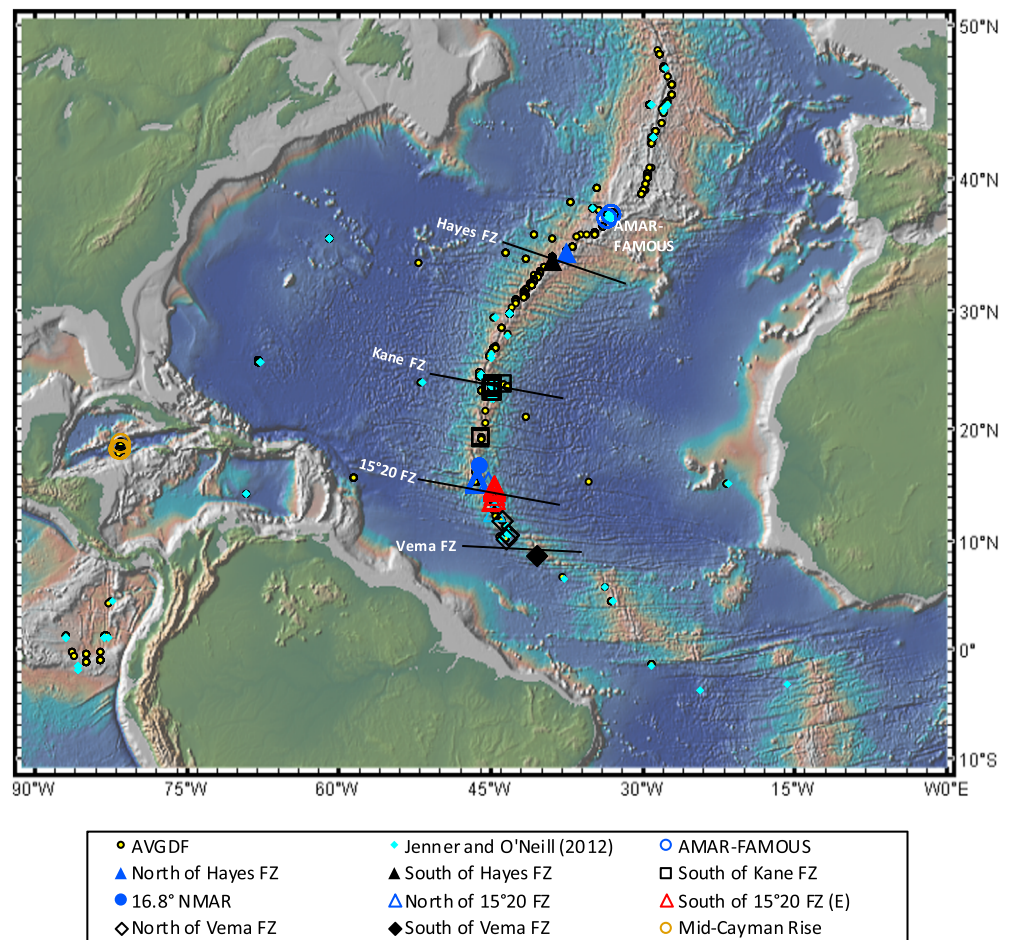 50°N
40°N
Hayes FZ
AMAR-
FAMOUS
30°N
Kane FZ
20°N
15°20 FZ
Vema FZ
10°N
0°
10°S
90°W 75°W 60°W 45°W 30°W 15°W W0°E
AVGDF Jenner and O'Neill (2012) AMAR-FAMOUS
North of Hayes FZ South of Hayes FZ South of Kane FZ
16.8° NMAR North of 15°20 FZ South of 15°20 FZ (E)
North of Vema FZ South of Vema FZ Mid-Cayman Rise